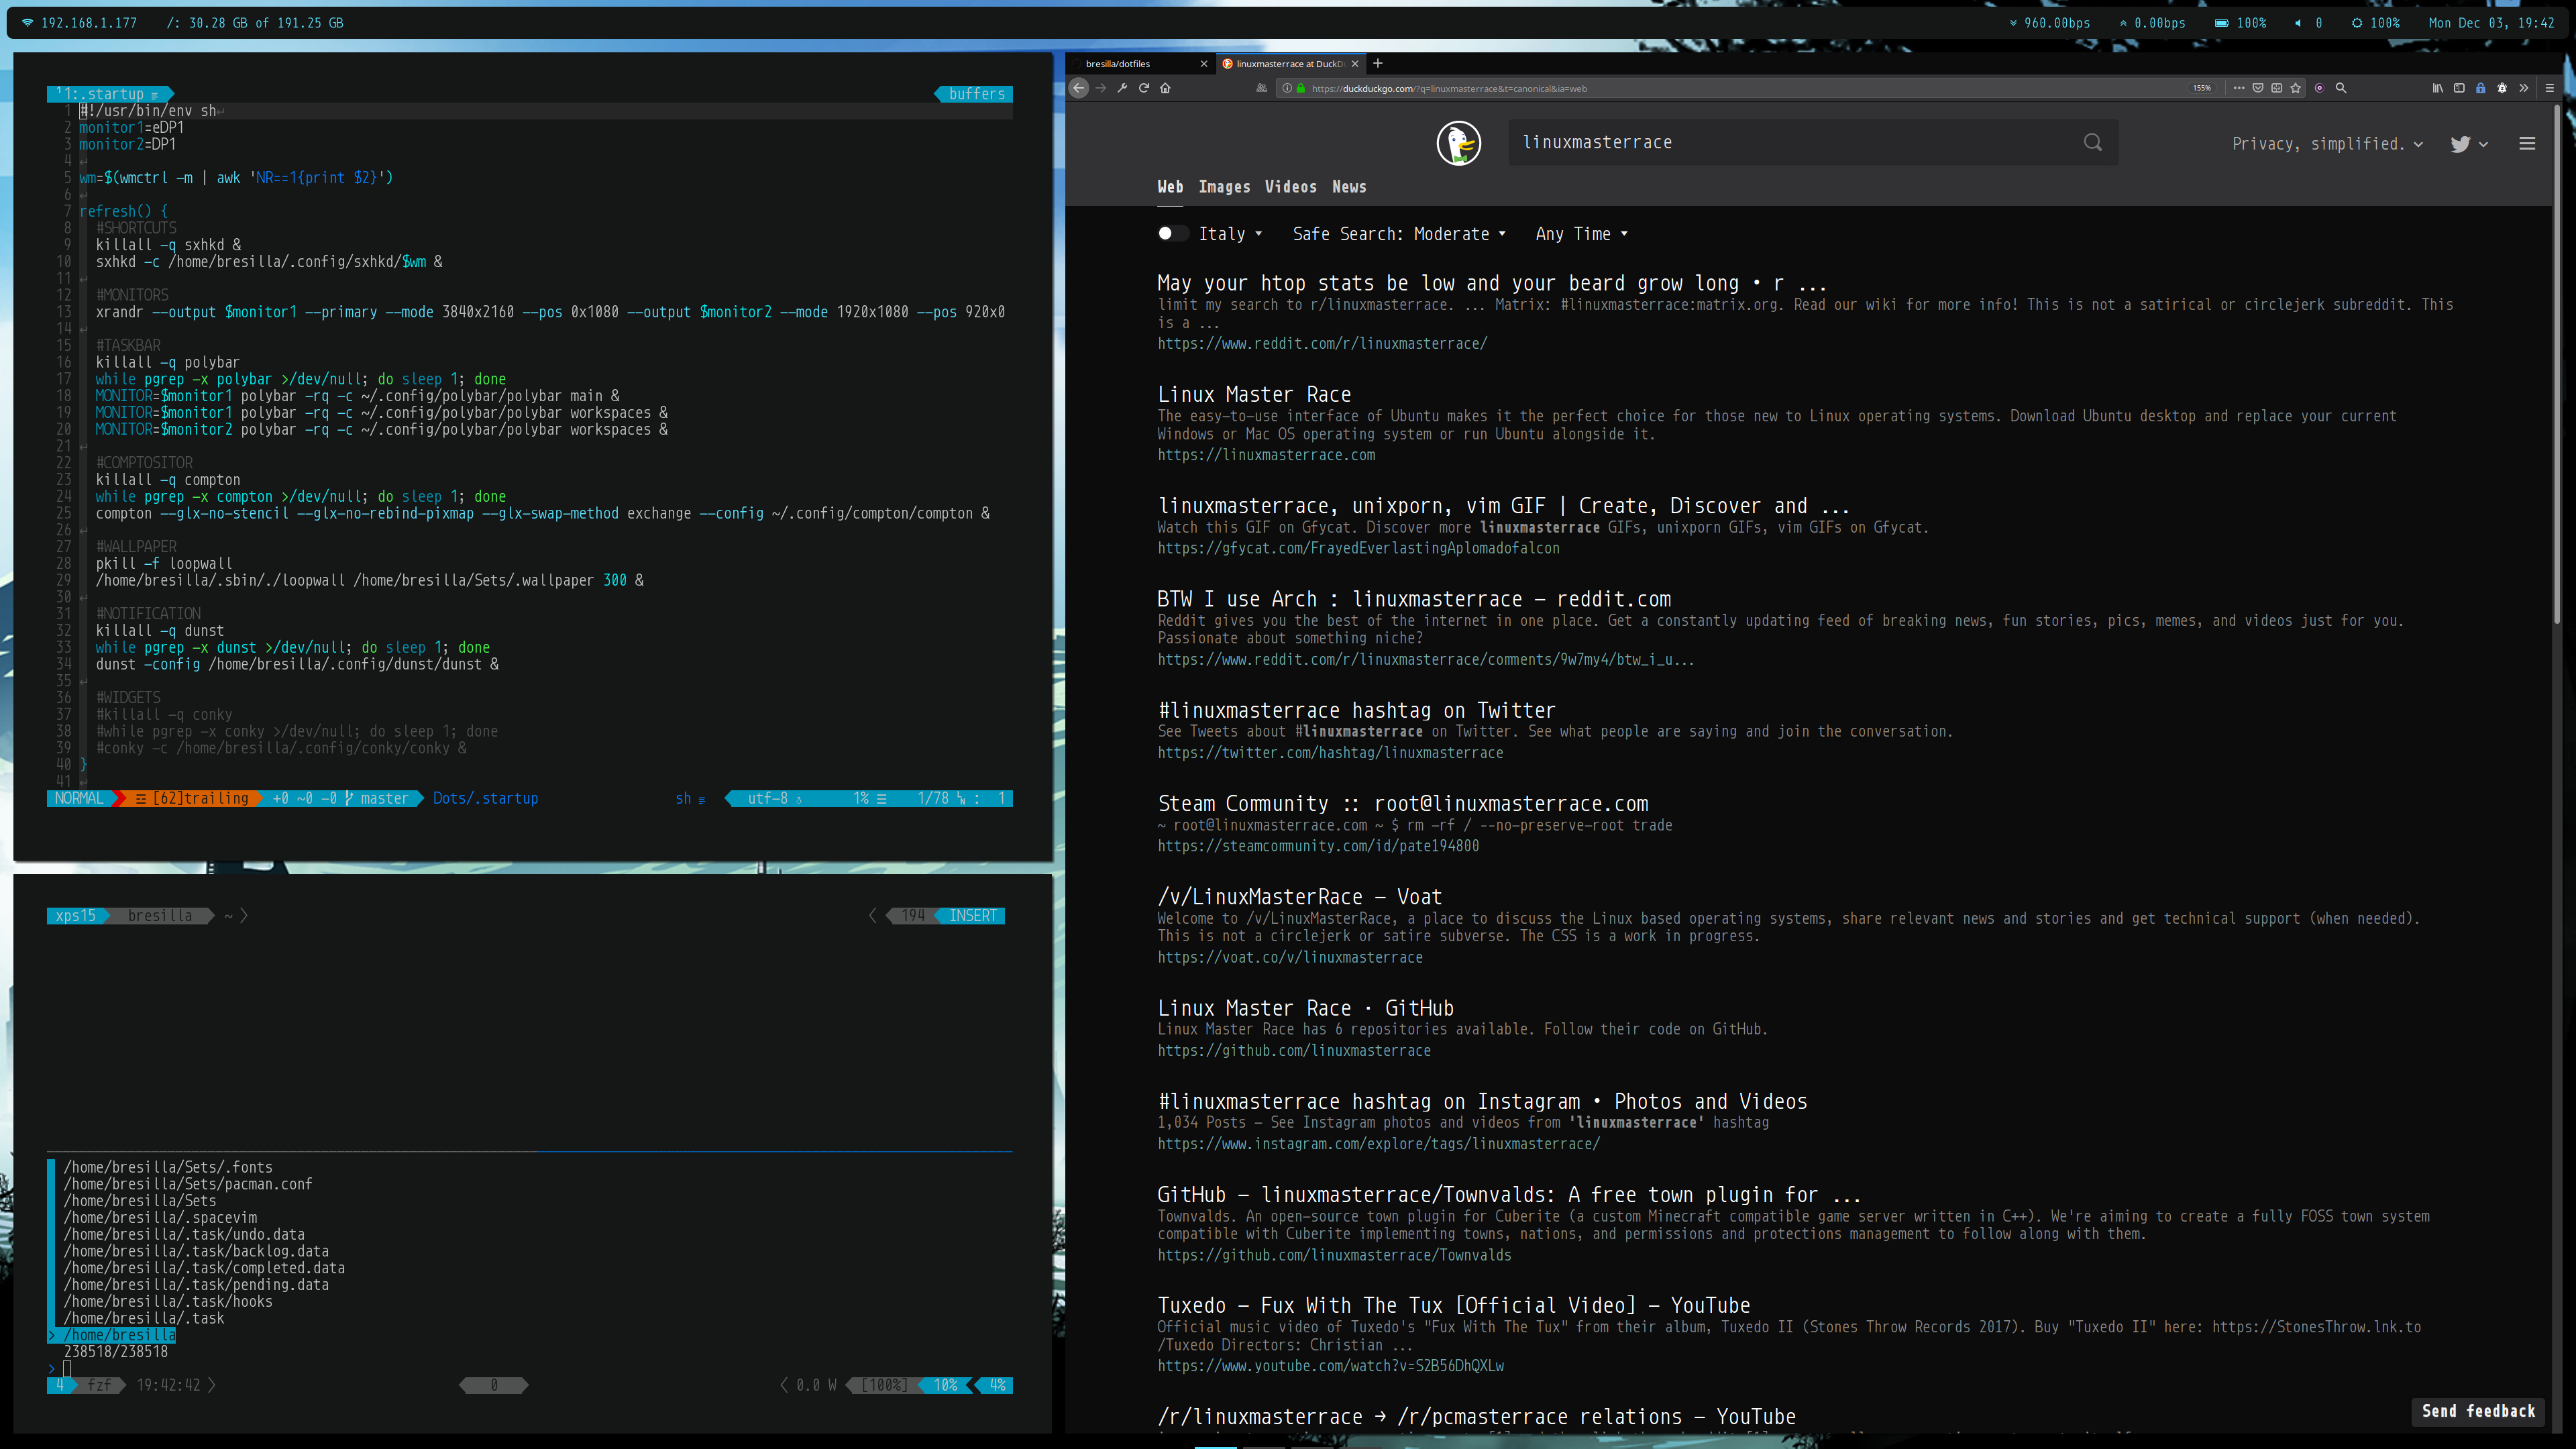 192.168.1.177 /: 30.28 GB of 191.25 GB
960.00bps 0.00bps 100% 0 100% Mon Dec 03, 19:42
1:.startup buffers
1 #!/usr/bin/env sh
2 monitor1=eDP1
3 monitor2=DP1
4
5 wm=$(wmctrl -m | awk 'NR==1{print $2}')
6
7 refresh() {
8 #SHORTCUTS
9 killall -q sxhkd &
10 sxhkd -c /home/bresilla/.config/sxhkd/$wm &
11
12 #MONITORS
13 xrandr --output $monitor1 --primary --mode 3840x2160 --pos 0x1080 --output $monitor2 --mode 1920x1080 --pos 920x0
14
15 #TASKBAR
16 killall -q polybar
17 while pgrep -x polybar >/dev/null; do sleep 1; done
18 MONITOR=$monitor1 polybar -rq -c ~/.config/polybar/polybar main &
19 MONITOR=$monitor1 polybar -rq -c ~/.config/polybar/polybar workspaces &
20 MONITOR=$monitor2 polybar -rq -c ~/.config/polybar/polybar workspaces &
21
22 #COMPTOSITOR
23 killall -q compton
24 while pgrep -x compton >/dev/null; do sleep 1; done
25 compton --glx-no-stencil --glx-no-rebind-pixmap --glx-swap-method exchange --config ~/.config/compton/compton &
26
27 #WALLPAPER
28 pkill -f loopwall
29 /home/bresilla/.sbin/./loopwall /home/bresilla/Sets/.wallpaper 300 &
30
31 #NOTIFICATION
32 killall -q dunst
33 while pgrep -x dunst >/dev/null; do sleep 1; done
34 dunst -config /home/bresilla/.config/dunst/dunst &
35
36 #WIDGETS
37 #killall -q conky
38 #while pgrep -x conky >/dev/null; do sleep 1; done
39 #conky -c /home/bresilla/.config/conky/conky &
40 }
41
NORMAL [62]trailing +0 ~0 -0 master Dots/.startup sh utf-8 1% 1/78 : 1
xps15 bresilla ~ 194 INSERT
/home/bresilla/Sets/.fonts
/home/bresilla/Sets/pacman.conf
/home/bresilla/Sets
/home/bresilla/.spacevim
/home/bresilla/.task/undo.data
/home/bresilla/.task/backlog.data
/home/bresilla/.task/completed.data
/home/bresilla/.task/pending.data
/home/bresilla/.task/hooks
/home/bresilla/.task
> /home/bresilla
238518/238518
>
4 fzf 19:42:42 0 0.0 W [100%] 10% 4%
bresilla/dotfiles linuxmasterrace at DuckDu
https://duckduckgo.com/?q=linuxmasterrace&t=canonical&ia=web 155%
linuxmasterrace
Privacy, simplified.
Web Images Videos News
Italy Safe Search: Moderate Any Time
May your htop stats be low and your beard grow long • r ...
limit my search to r/linuxmasterrace. ... Matrix: #linuxmasterrace:matrix.org. Read our wiki for more info! This is not a satirical or circlejerk subreddit. This
is a ...
https://www.reddit.com/r/linuxmasterrace/
Linux Master Race
The easy-to-use interface of Ubuntu makes it the perfect choice for those new to Linux operating systems. Download Ubuntu desktop and replace your current
Windows or Mac OS operating system or run Ubuntu alongside it.
https://linuxmasterrace.com
linuxmasterrace, unixporn, vim GIF | Create, Discover and ...
Watch this GIF on Gfycat. Discover more linuxmasterrace GIFs, unixporn GIFs, vim GIFs on Gfycat.
https://gfycat.com/FrayedEverlastingAplomadofalcon
BTW I use Arch : linuxmasterrace - reddit.com
Reddit gives you the best of the internet in one place. Get a constantly updating feed of breaking news, fun stories, pics, memes, and videos just for you.
Passionate about something niche?
https://www.reddit.com/r/linuxmasterrace/comments/9w7my4/btw_i_u...
#linuxmasterrace hashtag on Twitter
See Tweets about #linuxmasterrace on Twitter. See what people are saying and join the conversation.
https://twitter.com/hashtag/linuxmasterrace
Steam Community :: root@linuxmasterrace.com
~ root@linuxmasterrace.com ~ $ rm -rf / --no-preserve-root trade
https://steamcommunity.com/id/pate194800
/v/LinuxMasterRace - Voat
Welcome to /v/LinuxMasterRace, a place to discuss the Linux based operating systems, share relevant news and stories and get technical support (when needed).
This is not a circlejerk or satire subverse. The CSS is a work in progress.
https://voat.co/v/linuxmasterrace
Linux Master Race · GitHub
Linux Master Race has 6 repositories available. Follow their code on GitHub.
https://github.com/linuxmasterrace
#linuxmasterrace hashtag on Instagram • Photos and Videos
1,034 Posts - See Instagram photos and videos from 'linuxmasterrace' hashtag
https://www.instagram.com/explore/tags/linuxmasterrace/
GitHub - linuxmasterrace/Townvalds: A free town plugin for ...
Townvalds. An open-source town plugin for Cuberite (a custom Minecraft compatible game server written in C++). We're aiming to create a fully FOSS town system
compatible with Cuberite implementing towns, nations, and permissions and protections management to follow along with them.
https://github.com/linuxmasterrace/Townvalds
Tuxedo - Fux With The Tux [Official Video] - YouTube
Official music video of Tuxedo's "Fux With The Tux" from their album, Tuxedo II (Stones Throw Records 2017). Buy "Tuxedo II" here: https://StonesThrow.lnk.to
/Tuxedo Directors: Christian ...
https://www.youtube.com/watch?v=S2B56DhQXLw
/r/linuxmasterrace → /r/pcmasterrace relations - YouTube
Send feedback